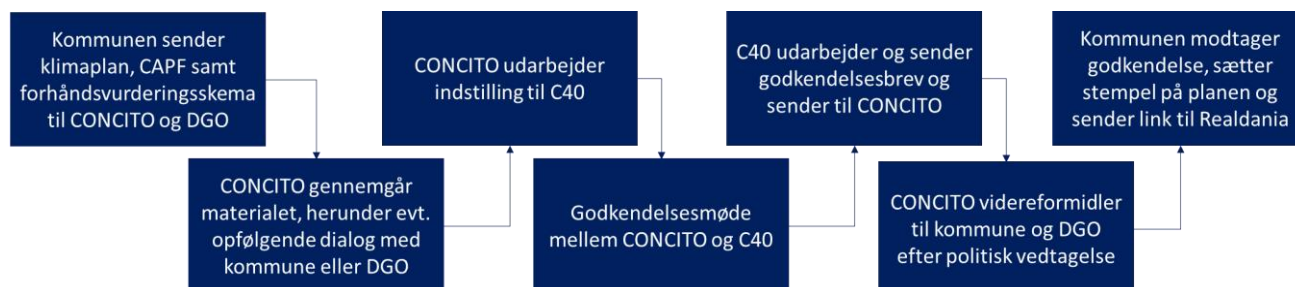 Kommunen sender
klimaplan, CAPF samt
forhåndsvurderingsskema
til CONCITO og DGO
CONCITO gennemgår
materialet, herunder evt.
opfølgende dialog med
kommune eller DGO
CONCITO udarbejder
indstilling til C40
Godkendelsesmøde
mellem CONCITO og C40
C40 udarbejder og sender
godkendelsesbrev og
sender til CONCITO
CONCITO videreformidler
til kommune og DGO
efter politisk vedtagelse
Kommunen modtager
godkendelse, sætter
stempel på planen og
sender link til Realdania